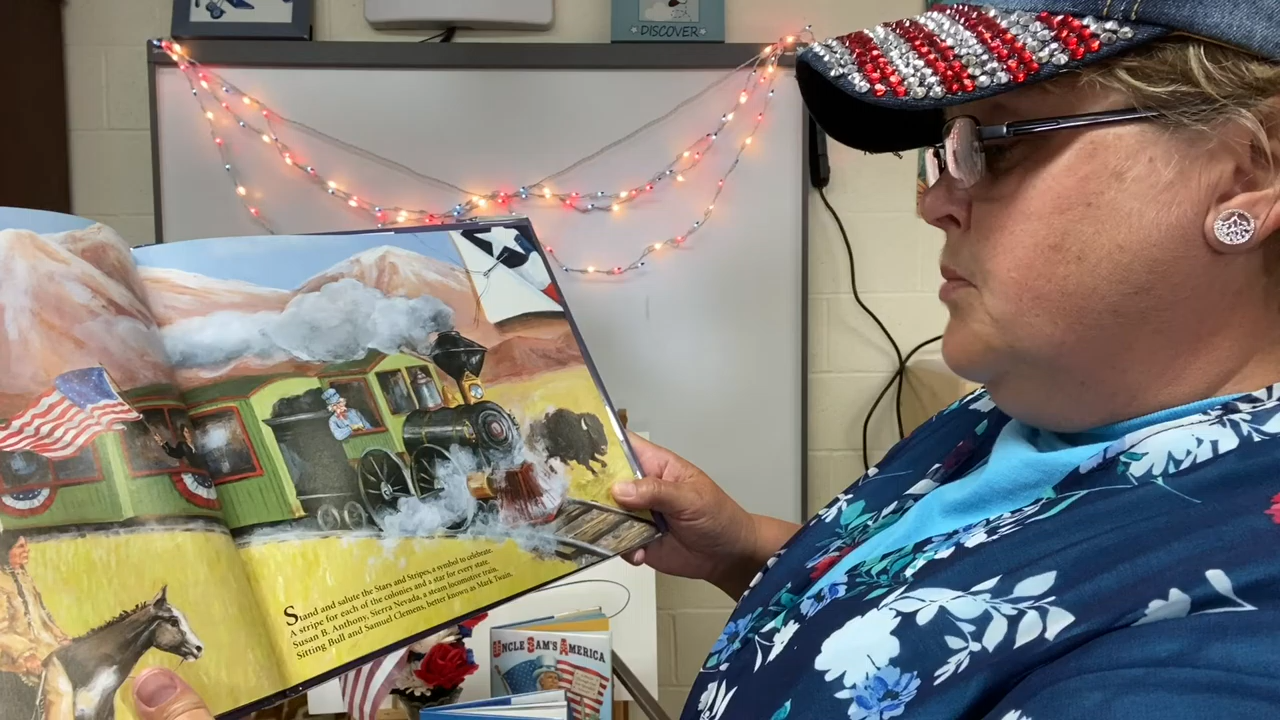 DISCOVER
Stand and salute the Stars and Stripes, a symbol to celebrate.
A stripe for each of the colonies and a star for every state.
Susan B. Anthony, Sierra Nevada, a steam locomotive train,
Sitting Bull and Samuel Clemens, better known as Mark Twain.
UNCLE SAM'S AMERICA